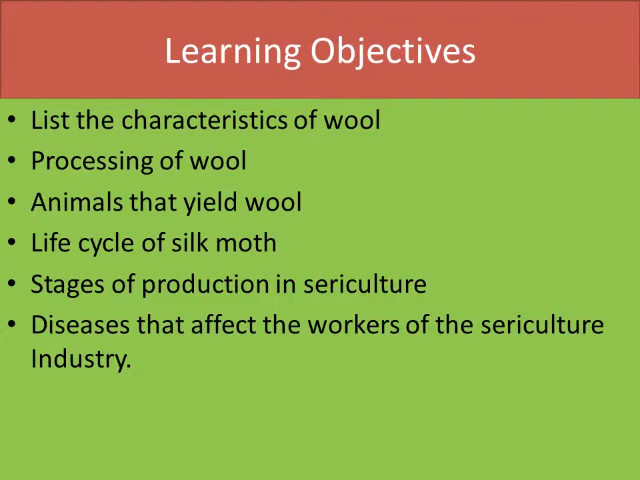 Learning Objectives
• List the characteristics of wool
• Processing of wool
• Animals that yield wool
• Life cycle of silk moth
• Stages of production in sericulture
• Diseases that affect the workers of the sericulture
Industry.